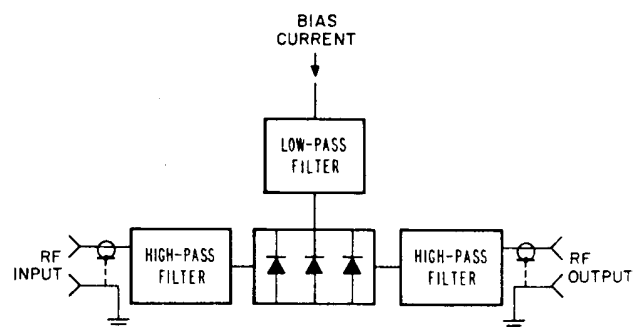 BIAS
CURRENT
LOW-PASS
FILTER
RF
INPUT
HIGH-PASS
FILTER
HIGH-PASS
FILTER
RF
OUTPUT